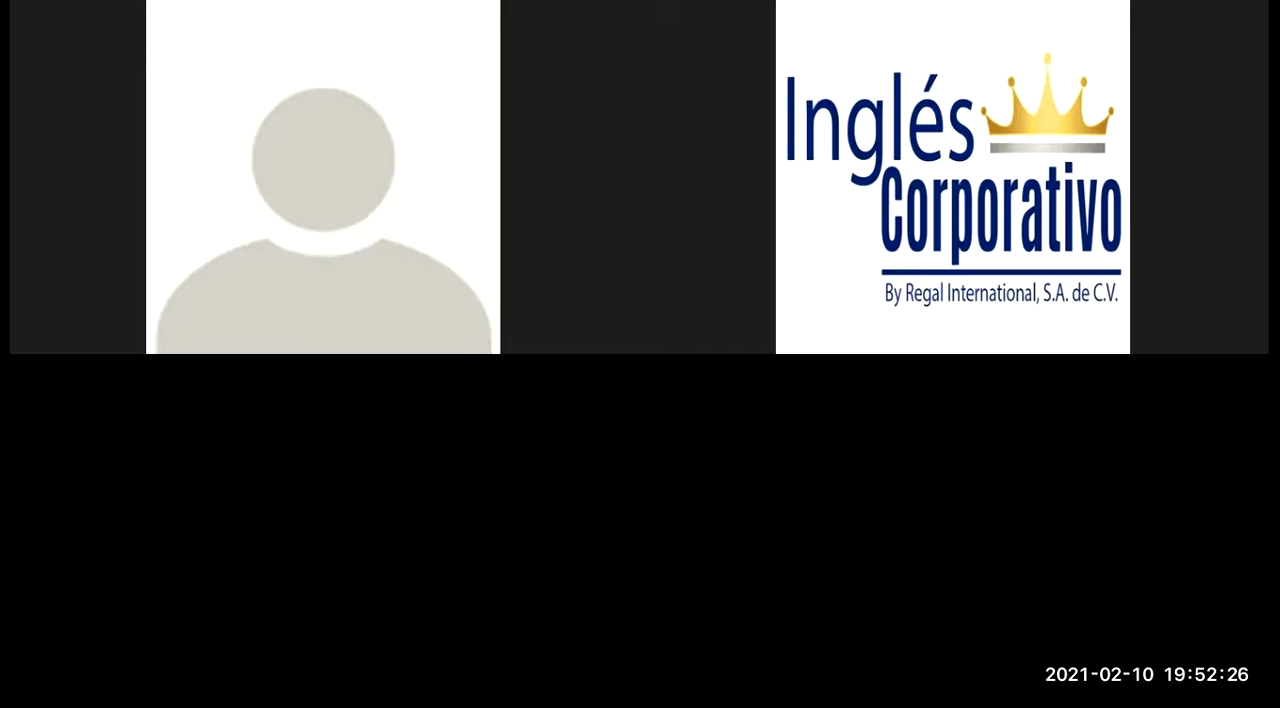 Inglés
Corporativo
By Regal International, S.A. de C.V.
2021-02-10 19:52:26